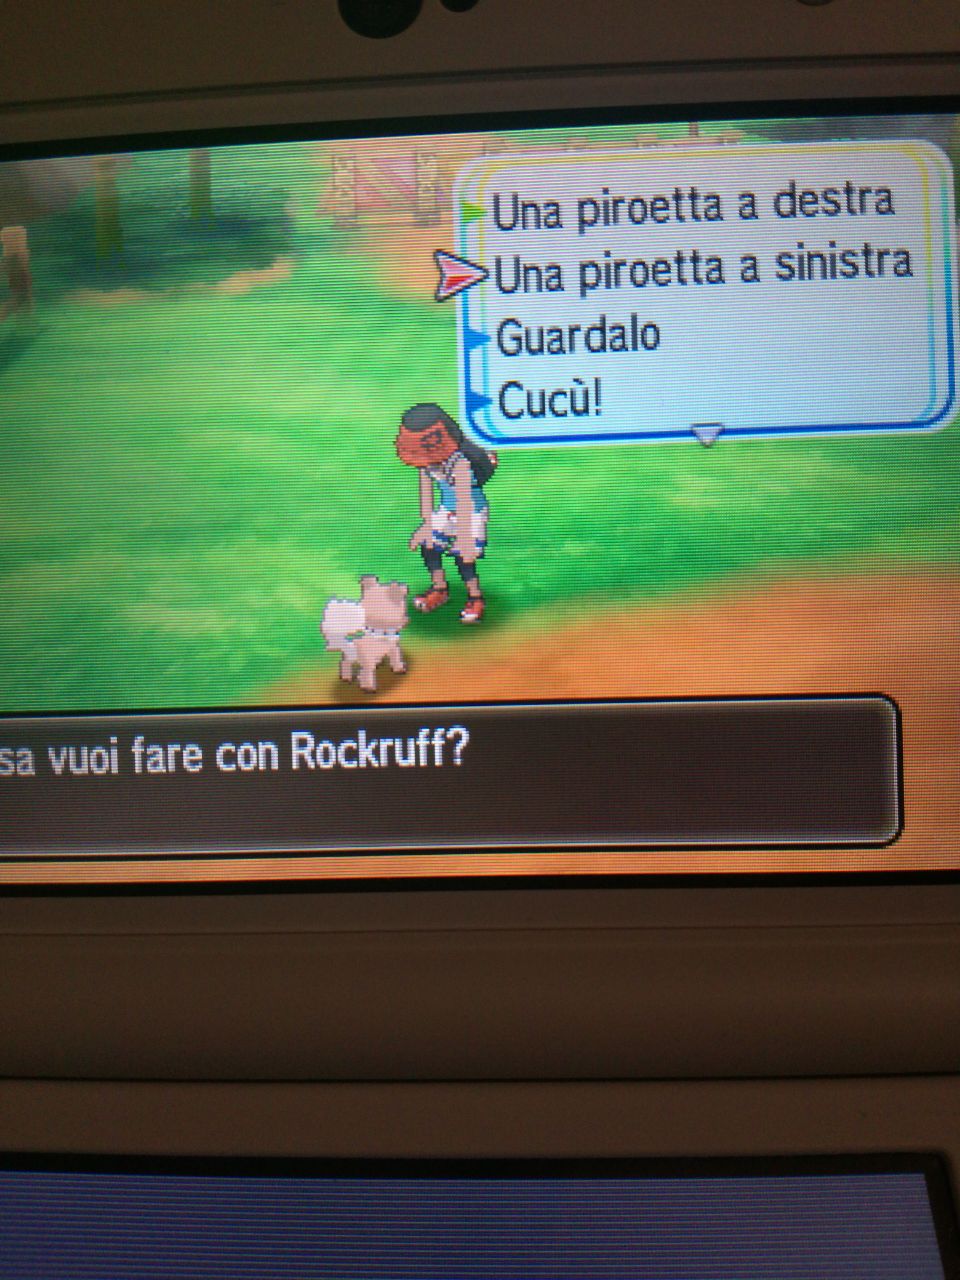 Una piroetta a destra
Una piroetta a sinistra
Guardalo
Cucù!
sa vuoi fare con Rockruff?